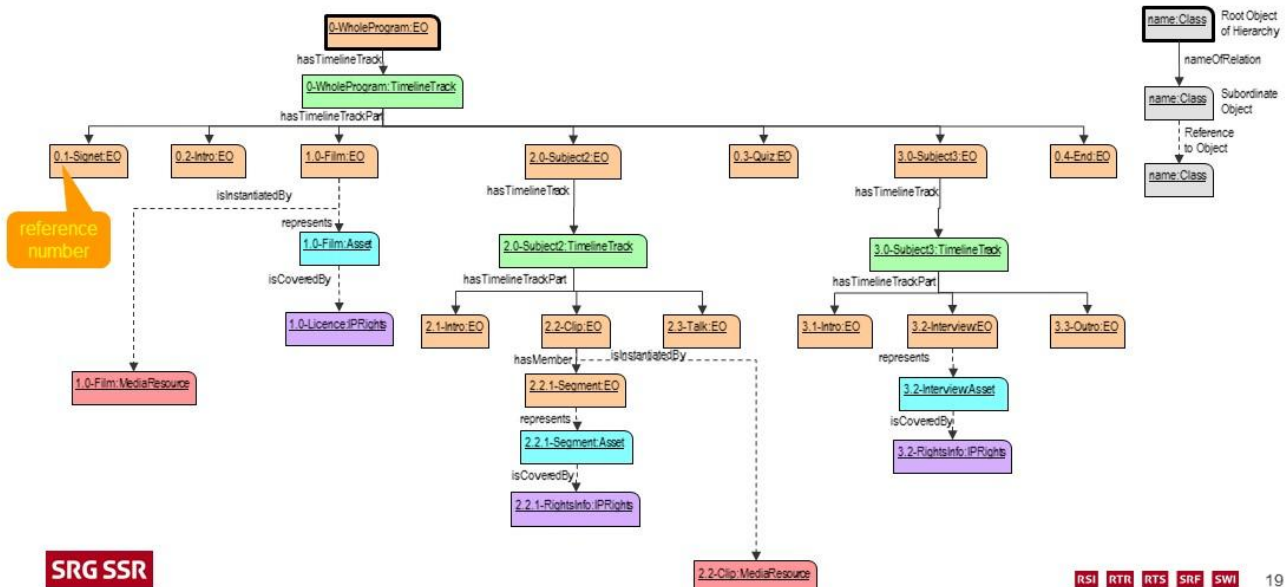 0-WholeProgram:EO
name:Class
Root Object
of Hierarchy
hasTimelineTrack
nameOfRelation
0-WholeProgram:TimelineTrack
name:Class
Subordinate
Object
hasTimelineTrackPart
Reference
to Object
0.1-Signet:EO
0.2-Intro:EO
1.0-Film:EO
2.0-Subject2:EO
0.3-Quiz:EO
3.0-Subject3:EO
0.4-End:EO
name:Class
isInstantiatedBy
hasTimelineTrack
hasTimelineTrack
reference
number
represents
1.0-Film:Asset
2.0-Subject2:TimelineTrack
3.0-Subject3:TimelineTrack
isCoveredBy
hasTimelineTrackPart
hasTimelineTrackPart
1.0-Licence:IPRights
2.1-Intro:EO
2.2-Clip:EO
2.3-Talk:EO
3.1-Intro:EO
3.2-Interview:EO
3.3-Outro:EO
hasMember
isInstantiatedBy
represents
1.0-Film:MediaResource
2.2.1-Segment:EO
3.2-Interview:Asset
represents
isCoveredBy
2.2.1-Segment:Asset
3.2-RightsInfo:IPRights
isCoveredBy
2.2.1-RightsInfo:IPRights
SRG SSR
2.2-Clip:MediaResource
RSI RTR RTS SRF SWI 19